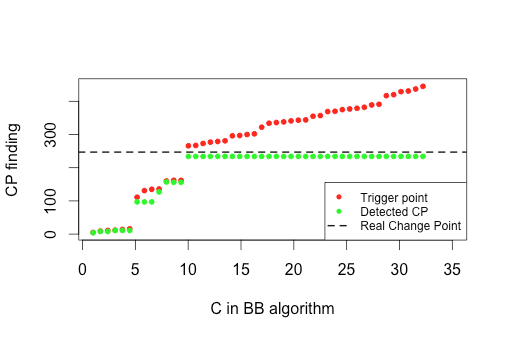 CP finding
300
100
0
Trigger point
Detected CP
Real Change Point
0 5 10 15 20 25 30 35
C in BB algorithm